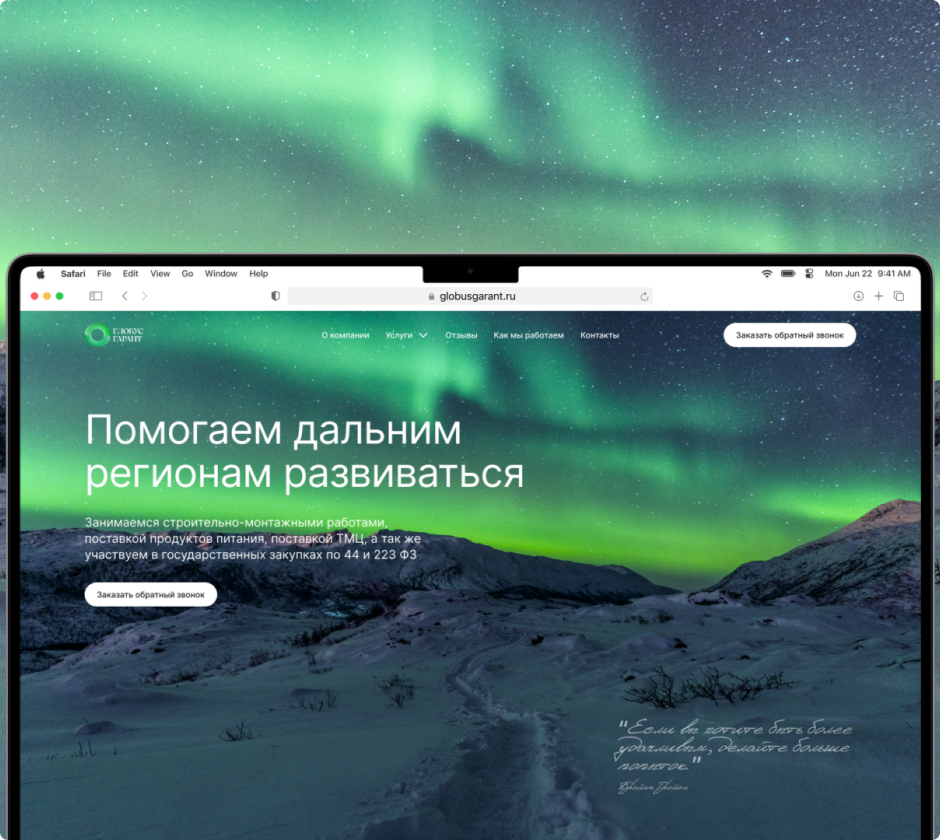 Safari File Edit View Go Window Help
Mon Jun 22 9:41 AM
globusgarant.ru
ГЛОБУС
ГАРАНТ
О компании Услуги Отзывы Как мы работаем Контакты
Заказать обратный звонок
Помогаем дальним
регионам развиваться
Занимаемся строительно-монтажными работами,
поставкой продуктов питания, поставкой ТМЦ, а так же
участвуем в государственных закупках по 44 и 223 ФЗ
Заказать обратный звонок
"Если вы хотите быть более
удачливым, делайте больше
попыток."
Брайан Трейси